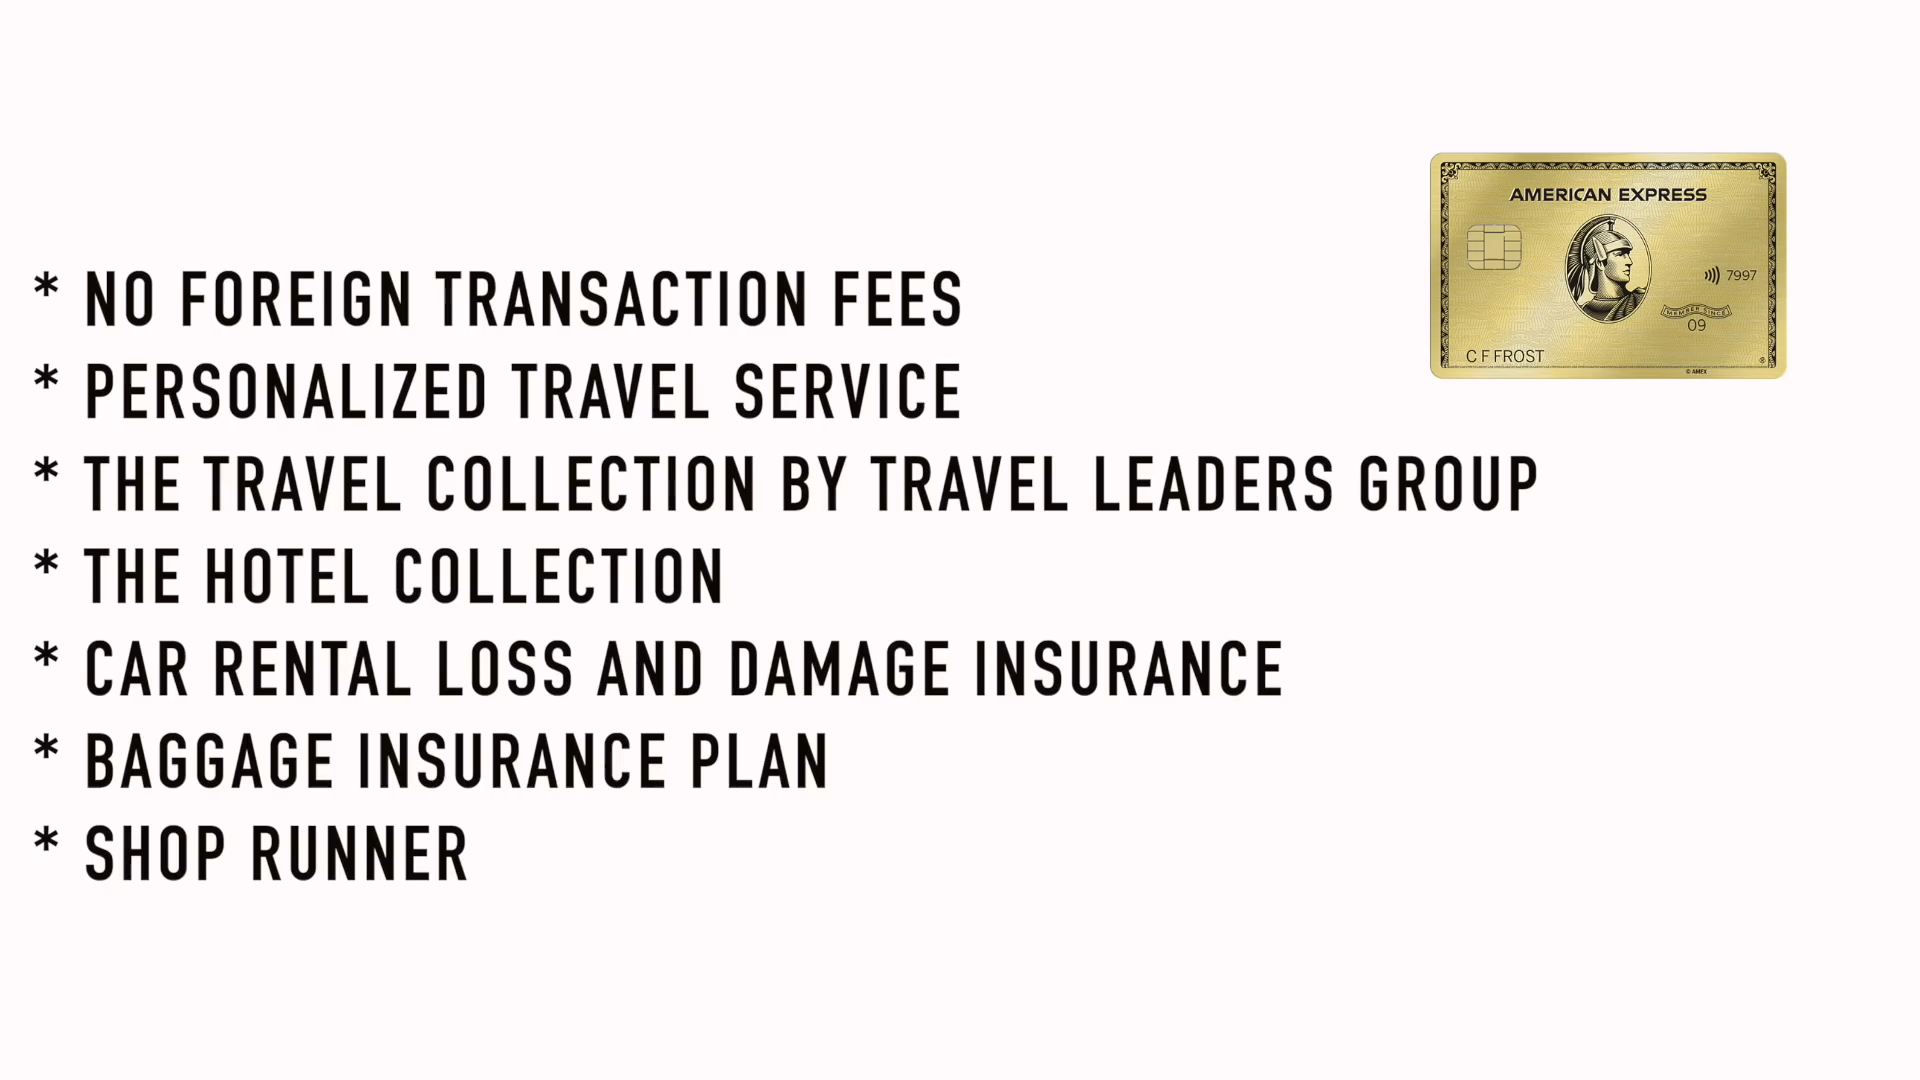 AMERICAN EXPRESS
7997
MEMBER SINCE
09
C F FROST
® 
© AMEX
* NO FOREIGN TRANSACTION FEES
* PERSONALIZED TRAVEL SERVICE
* THE TRAVEL COLLECTION BY TRAVEL LEADERS GROUP
* THE HOTEL COLLECTION
* CAR RENTAL LOSS AND DAMAGE INSURANCE
* BAGGAGE INSURANCE PLAN
* SHOP RUNNER